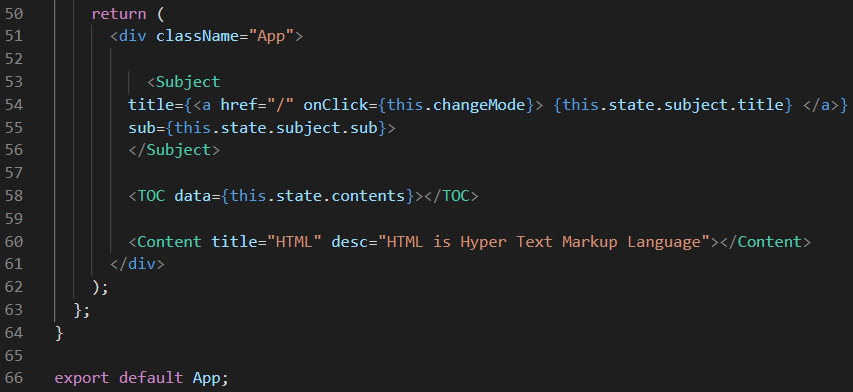 50 return (
51 <div className="App">
52
53 <Subject
54 title={<a href="/" onClick={this.changeMode}> {this.state.subject.title} </a>}
55 sub={this.state.subject.sub}>
56 </Subject>
57
58 <TOC data={this.state.contents}></TOC>
59
60 <Content title="HTML" desc="HTML is Hyper Text Markup Language"></Content>
61 </div>
62 );
63 };
64 }
65
66 export default App;